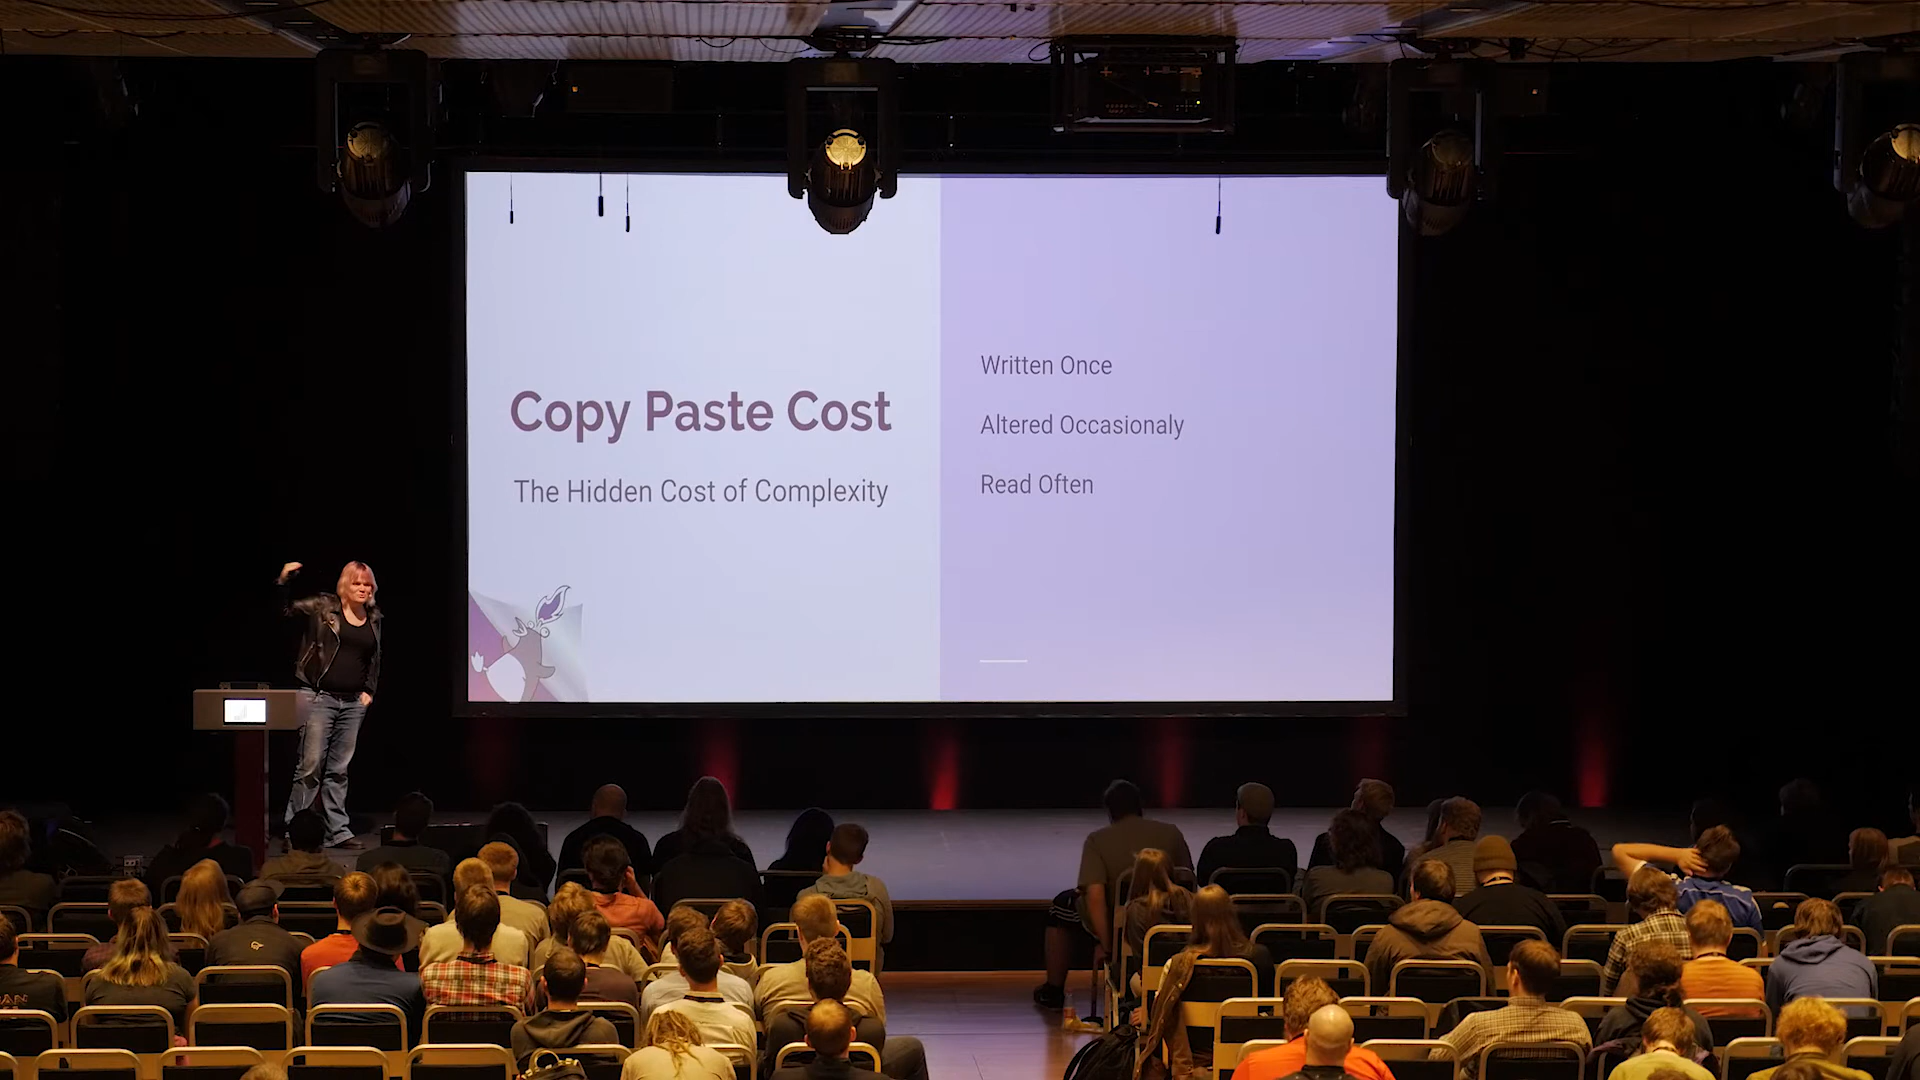 Copy Paste Cost
The Hidden Cost of Complexity
Written Once
Altered Occasionaly
Read Often